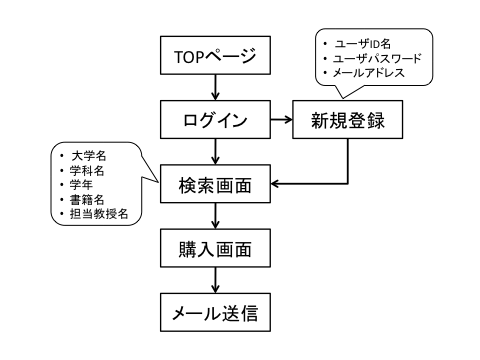 TOPページ
• ユーザID名
• ユーザパスワード
• メールアドレス
ログイン
新規登録
• 大学名
• 学科名
• 学年
• 書籍名
• 担当教授名
検索画面
購入画面
メール送信